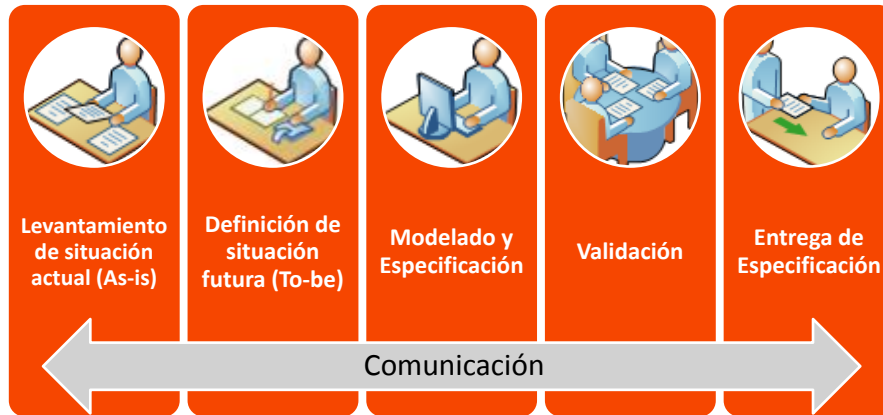 Levantamiento
de situación
actual (As-is)
Definición de
situación
futura (To-be)
Modelado y
Especificación
Validación
Entrega de
Especificación
Comunicación